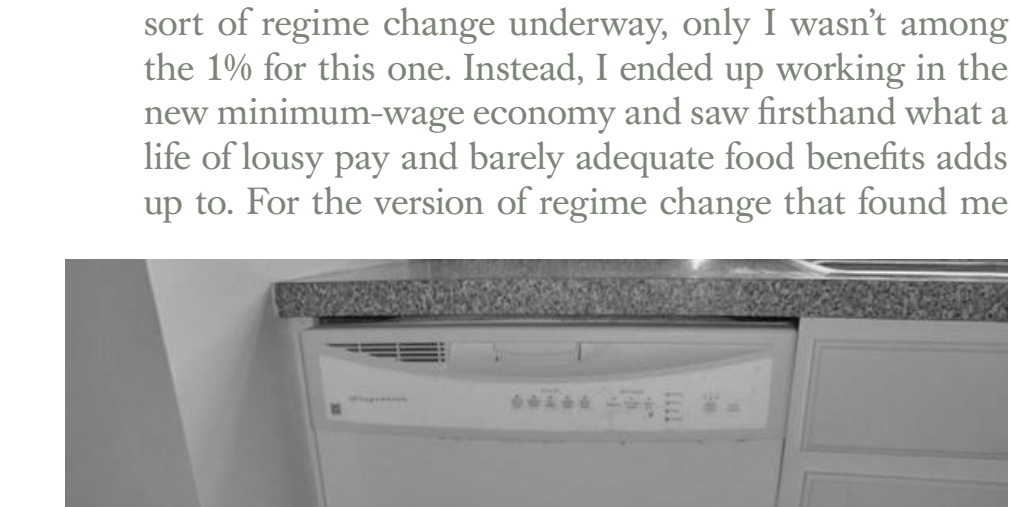 sort of regime change underway, only I wasn’t among
the 1% for this one. Instead, I ended up working in the
new minimum-wage economy and saw firsthand what a
life of lousy pay and barely adequate food benefits adds
up to. For the version of regime change that found me